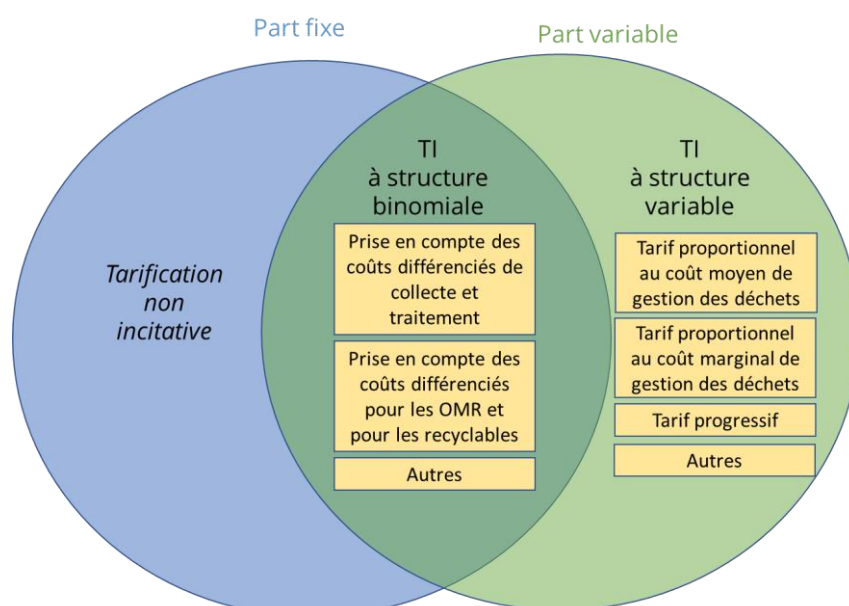 Part fixe
Part variable
Tarification
non
incitative
TI
à structure
binomiale
Prise en compte des
coûts différenciés de
collecte et
traitement
Prise en compte des
coûts différenciés
pour les OMR et
pour les recyclables
Autres
TI
à structure
variable
Tarif proportionnel
au coût moyen de
gestion des déchets
Tarif proportionnel
au coût marginal de
gestion des déchets
Tarif progressif
Autres